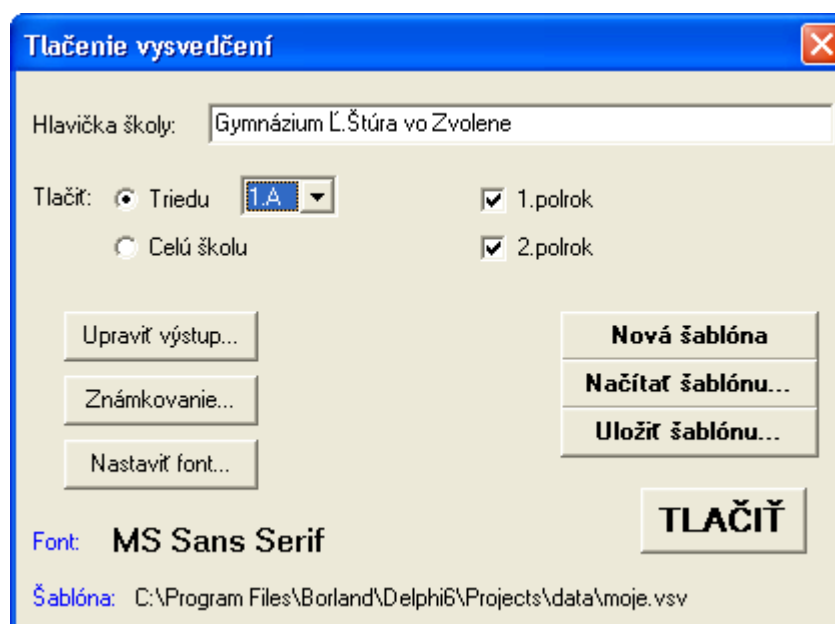 Tlačenie vysvedčení
Hlavička školy: Gymnázium Ľ.Štúra vo Zvolene
Tlačiť: Triedu 1.A 1.polrok
Celú školu 2.polrok
Upraviť výstup... Nová šablóna
Známkovanie... Načítať šablónu...
Nastaviť font... Uložiť šablónu...
TLAČIŤ
Font: MS Sans Serif
Šablóna: C:\Program Files\Borland\Delphi6\Projects\data\moje.vsv